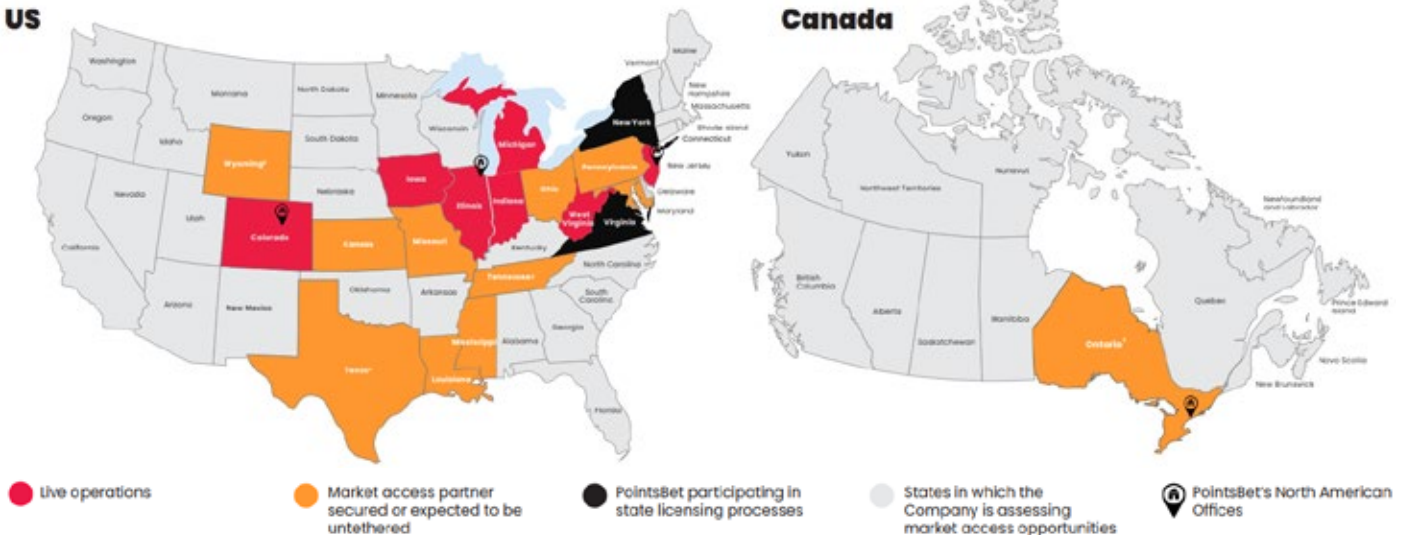 US
Canada
Washington
Oregon
California
Nevada
Idaho
Montana
Wyoming
Utah
Colorado
Arizona
New Mexico
North Dakota
South Dakota
Nebraska
Kansas
Oklahoma
Texas
Minnesota
Iowa
Missouri
Arkansas
Louisiana
Wisconsin
Illinois
Michigan
Indiana
Ohio
Kentucky
Tennessee
Mississippi
Alabama
Georgia
Florida
South
Carolina
North Carolina
Virginia
West
Virginia
Pennsylvania
New York
Vermont
Maine
New
Hampshire
Massachusetts
Rhode Island
Connecticut
New Jersey
Delaware
Maryland
Yukon
Northwest Territories
Nunavut
British
Columbia
Alberta
Saskatchewan
Manitoba
Ontario
Quebec
Newfoundland
and Labrador
Prince Edward
Island
Nova Scotia
New Brunswick
Live operations
Market access partner
secured or expected to be
untethered
PointsBet participating in
state licensing processes
States in which the
Company is assessing
market access opportunities
PointsBet's North American
Offices